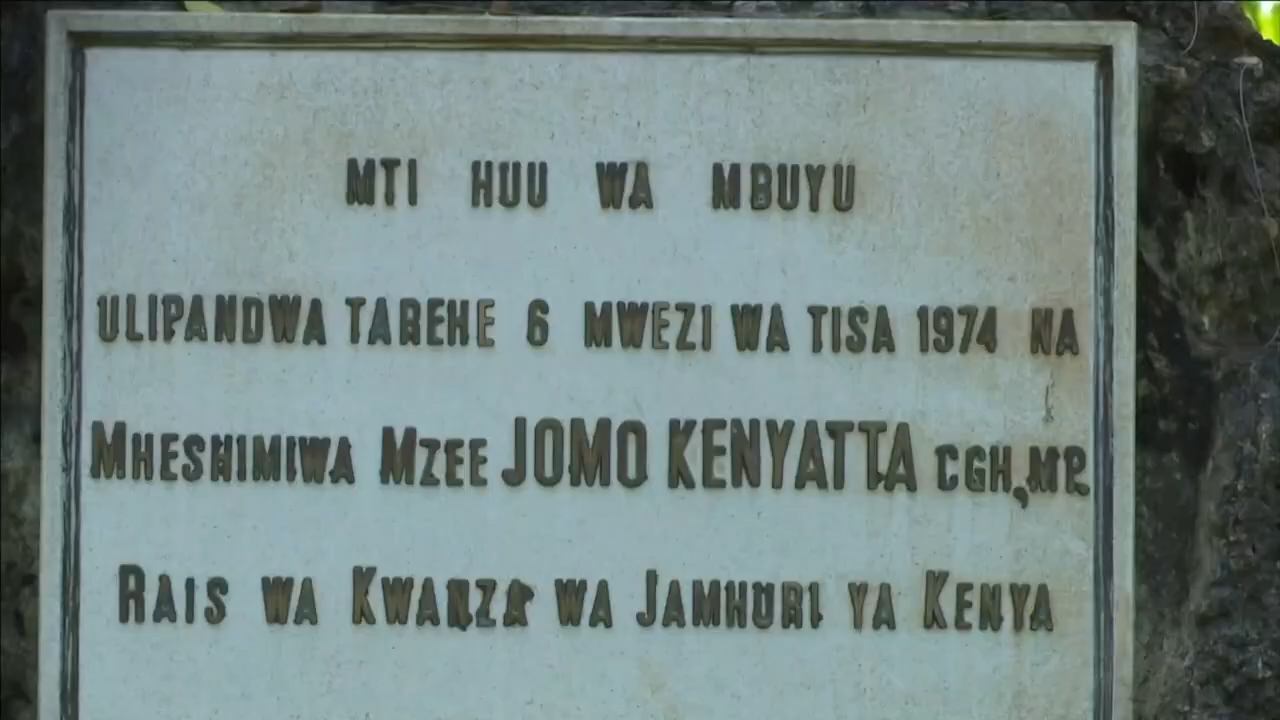 MTI HUU WA MBUYU
ULIPANDWA TAREHE 6 MWEZI WA TISA 1974 NA
MHESHIMIWA MZEE JOMO KENYATTA CGH, MP.
RAIS WA KWANZA WA JAMHURI YA KENYA